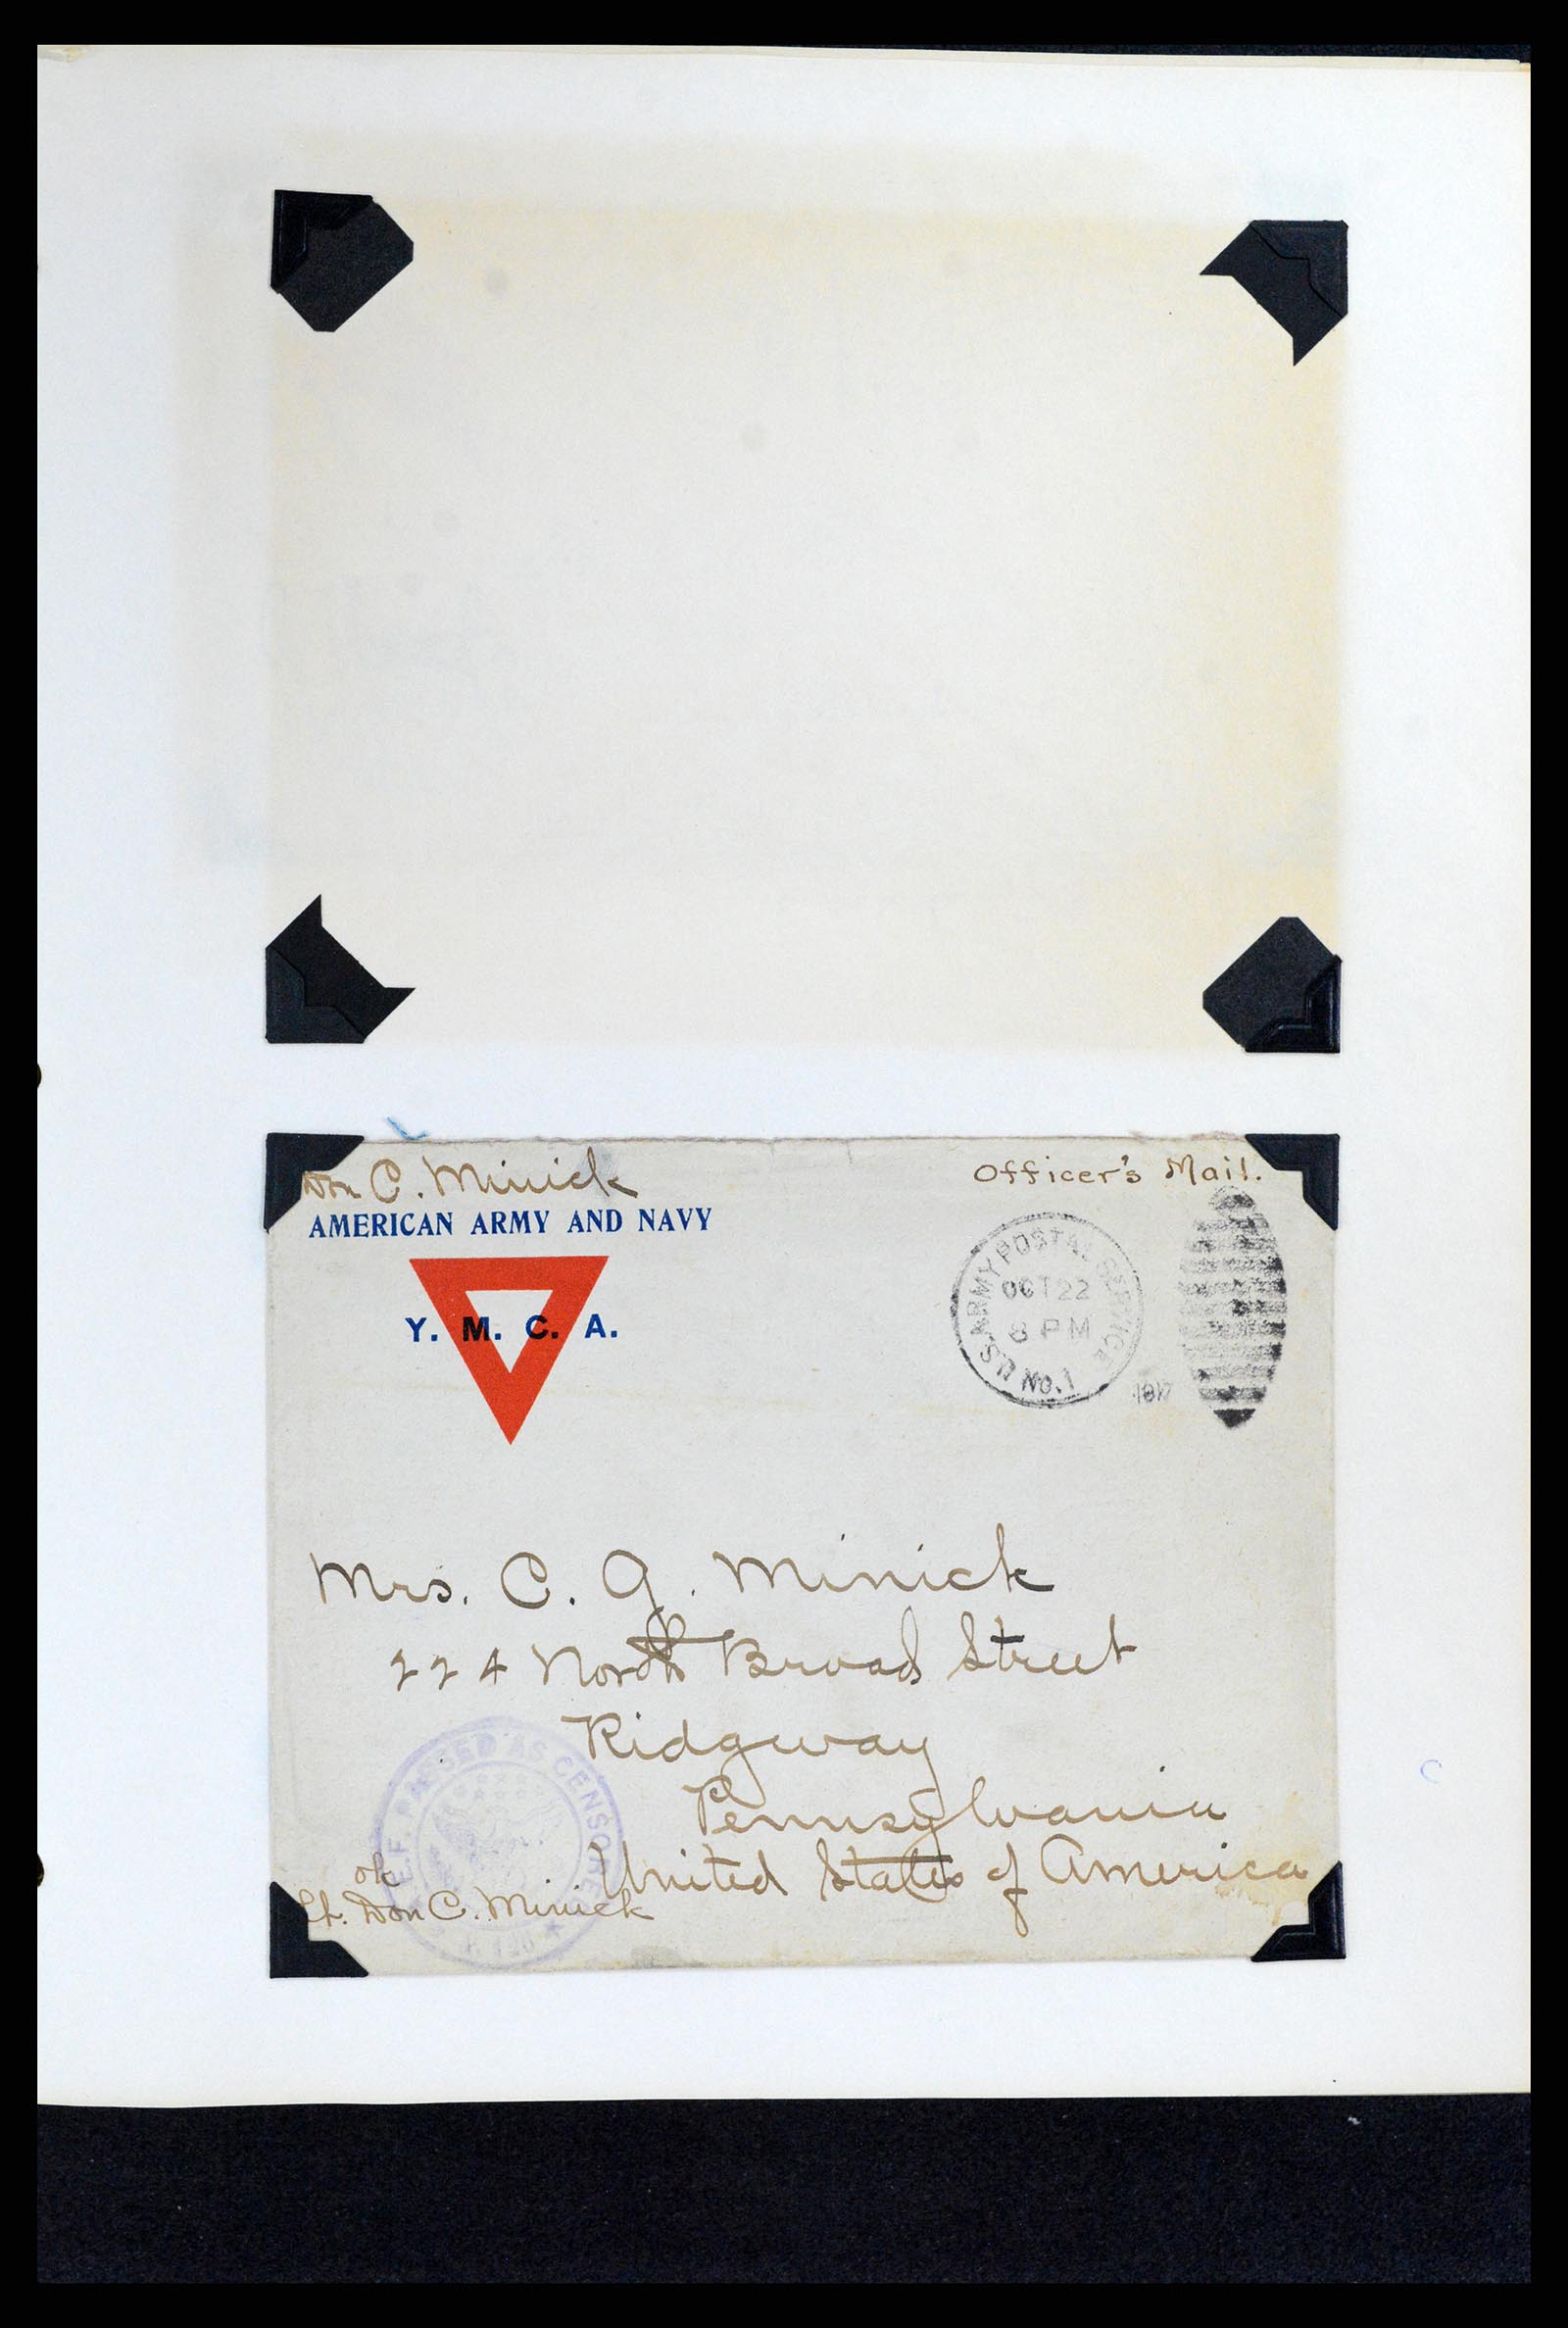 Don C. Minick
Officer's Mail.
AMERICAN ARMY AND NAVY
Y. M. C. A.
U.S. ARMY POSTAL SERVICE
OCT 22
8 PM
No. 1
1917
Mrs. C. A. Minick
224 North Broad Street
Ridgway
Pennsylvania
United States of America
PASSED AS CENSORED
ok
Lt. Don C. Minick